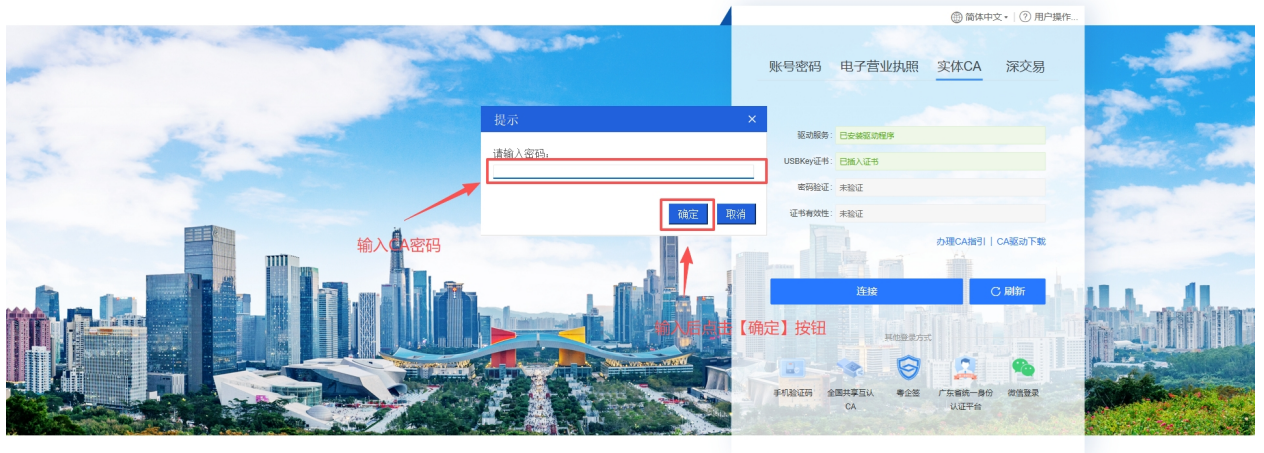 简体中文 | 用户操作...
账号密码 电子营业执照 实体CA 深交易
提示
请输入密码:
确定 取消
输入CA密码
输入后点击【确定】按钮
驱动服务: 已安装驱动程序
USBKey证书: 已插入证书
密码验证: 未验证
证书有效性: 未验证
办理CA指引 | CA驱动下载
连接 刷新
其他登录方式
手机验证码 全国共享互认CA 粤企签 广东省统一身份认证平台 微信登录